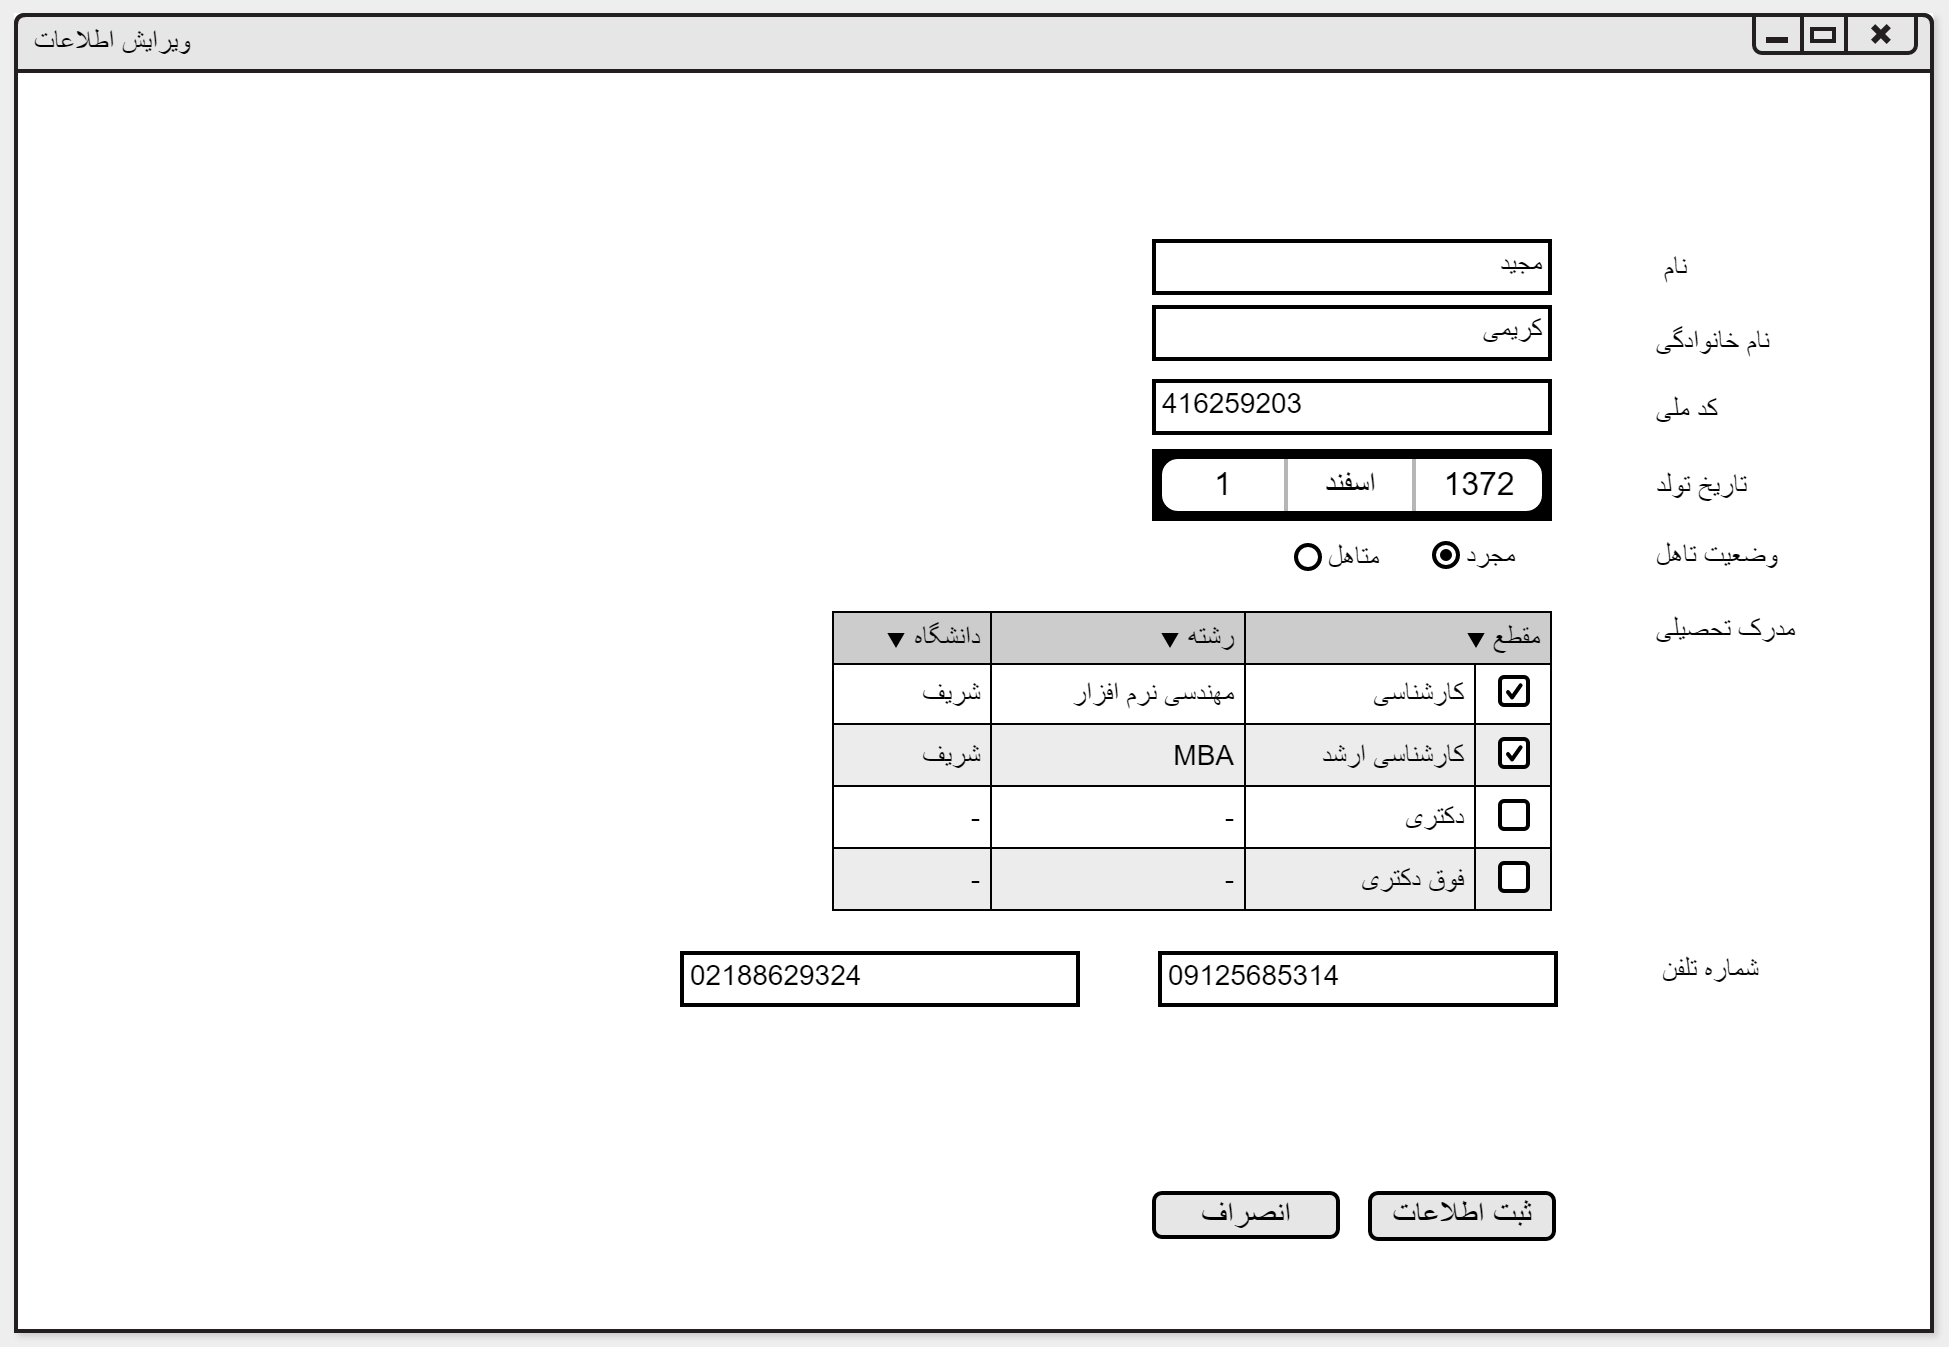 ویرایش اطلاعات
نام مجید
نام خانوادگی کریمی
کد ملی 416259203
تاریخ تولد 1372 اسفند 1
وضعیت تاهل مجرد متاهل
مدرک تحصیلی مقطع ▼ رشته ▼ دانشگاه ▼
کارشناسی مهندسی نرم افزار شریف
کارشناسی ارشد MBA شریف
دکتری - -
فوق دکتری - -
شماره تلفن 09125685314 02188629324
ثبت اطلاعات انصراف